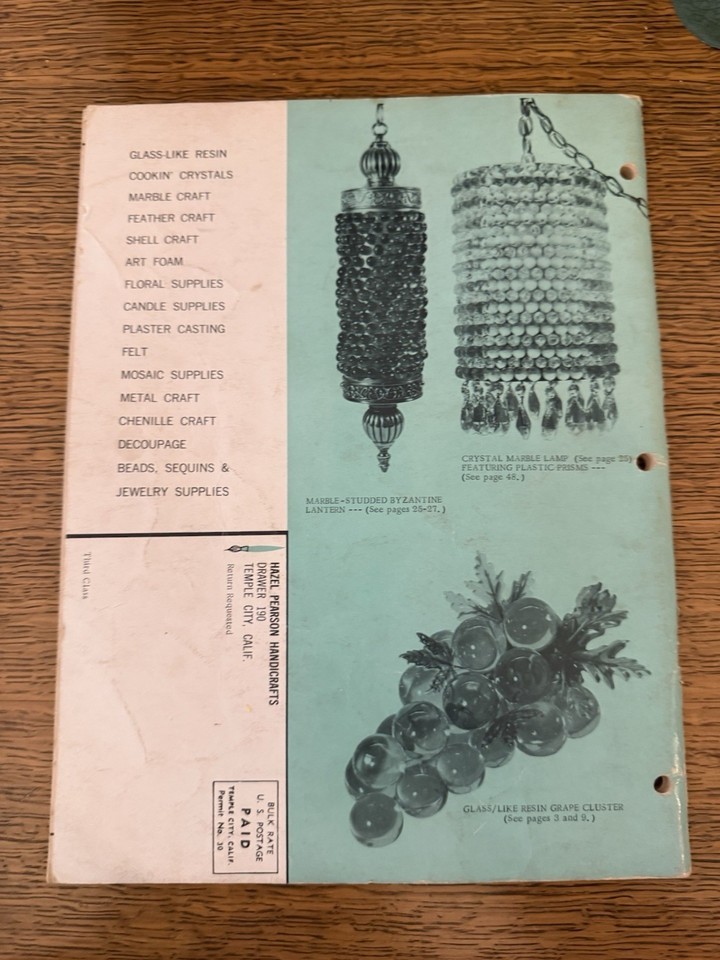 GLASS-LIKE RESIN
COOKIN' CRYSTALS
MARBLE CRAFT
FEATHER CRAFT
SHELL CRAFT
ART FOAM
FLORAL SUPPLIES
CANDLE SUPPLIES
PLASTER CASTING
FELT
MOSAIC SUPPLIES
METAL CRAFT
CHENILLE CRAFT
DECOUPAGE
BEADS, SEQUINS &
JEWELRY SUPPLIES
CRYSTAL MARBLE LAMP (See page 25)
FEATURING PLASTIC PRISMS ---
(See page 48.)
MARBLE-STUDDED BYZANTINE
LANTERN --- (See pages 25-27.)
HAZEL PEARSON HANDICRAFTS
DRAWER 190
TEMPLE CITY, CALIF.
Return Requested
Third Class
BULK RATE
U. S. POSTAGE
PAID
TEMPLE CITY, CALIF.
Permit No. 30
GLASS/LIKE RESIN GRAPE CLUSTER
(See pages 3 and 9.)